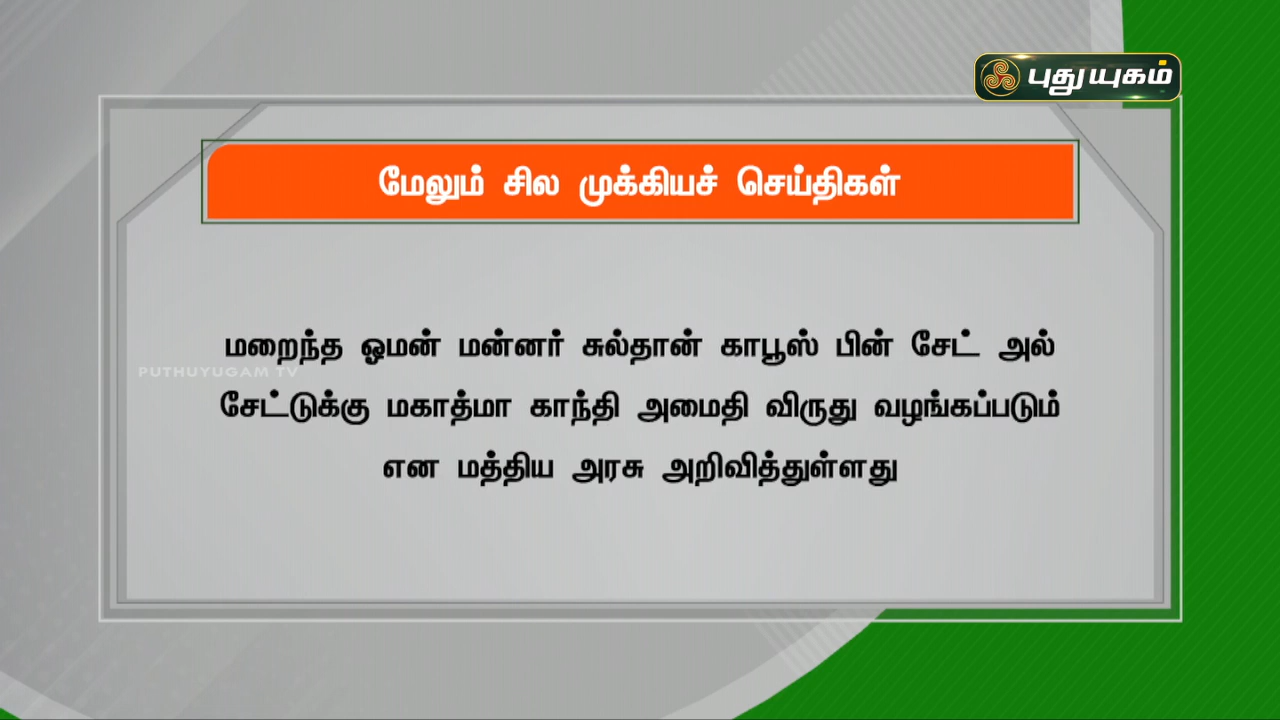 புதுயுகம்
மேலும் சில முக்கியச் செய்திகள்
மறைந்த ஓமன் மன்னர் சுல்தான் காபூஸ் பின் சேட் அல்
PUTHUYUGAM TV
சேட்டுக்கு மகாத்மா காந்தி அமைதி விருது வழங்கப்படும்
என மத்திய அரசு அறிவித்துள்ளது